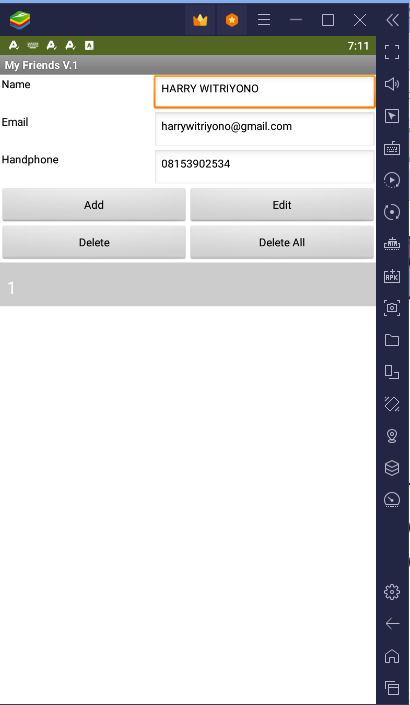 7:11
My Friends V.1
Name
HARRY WITRIYONO
Email
harrywitriyono@gmail.com
Handphone
08153902534
Add
Edit
Delete
Delete All
1